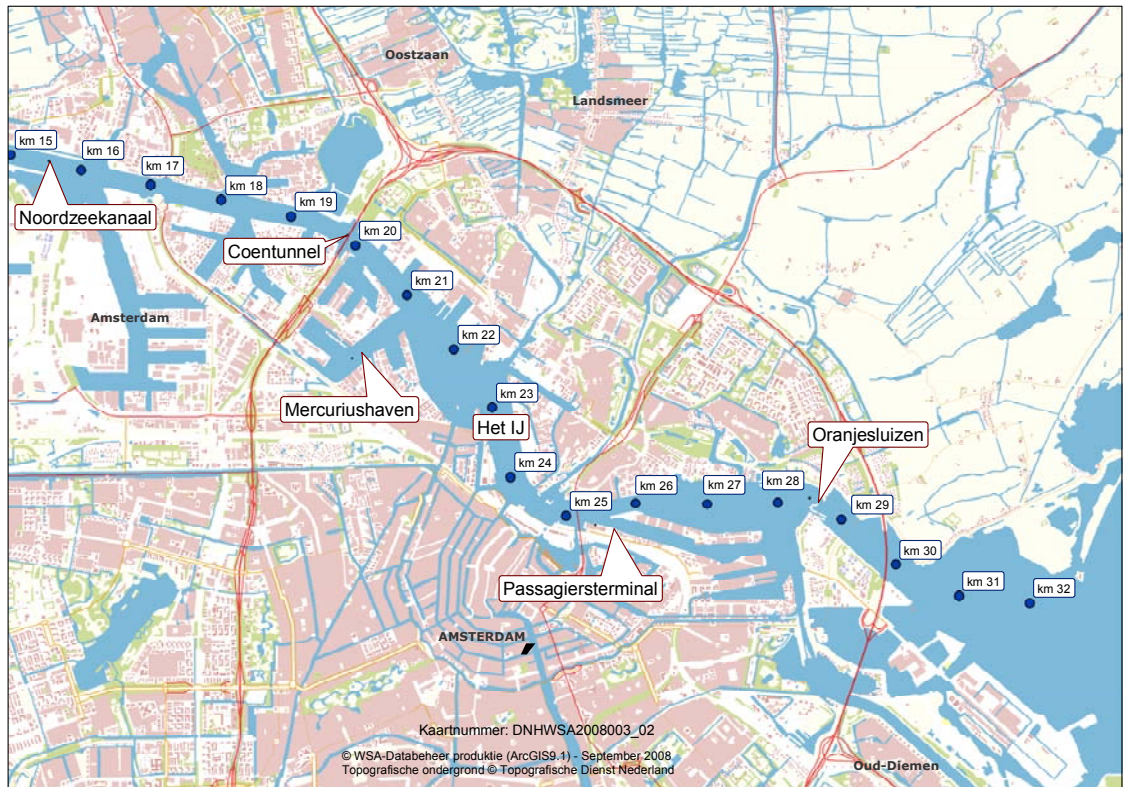 Oostzaan
Landsmeer
km 15
km 16
km 17
km 18
km 19
Noordzeekanaal
km 20
Coentunnel
km 21
Amsterdam
km 22
Mercuriushaven
km 23
Het IJ
Oranjesluizen
km 24
km 25
km 26
km 27
km 28
km 29
km 30
Passagiersterminal
km 31
km 32
AMSTERDAM
Kaartnummer: DNHWSA2008003_02
© WSA-Databeheer produktie (ArcGIS9.1) - September 2008
Topografische ondergrond © Topografische Dienst Nederland
Oud-Diemen